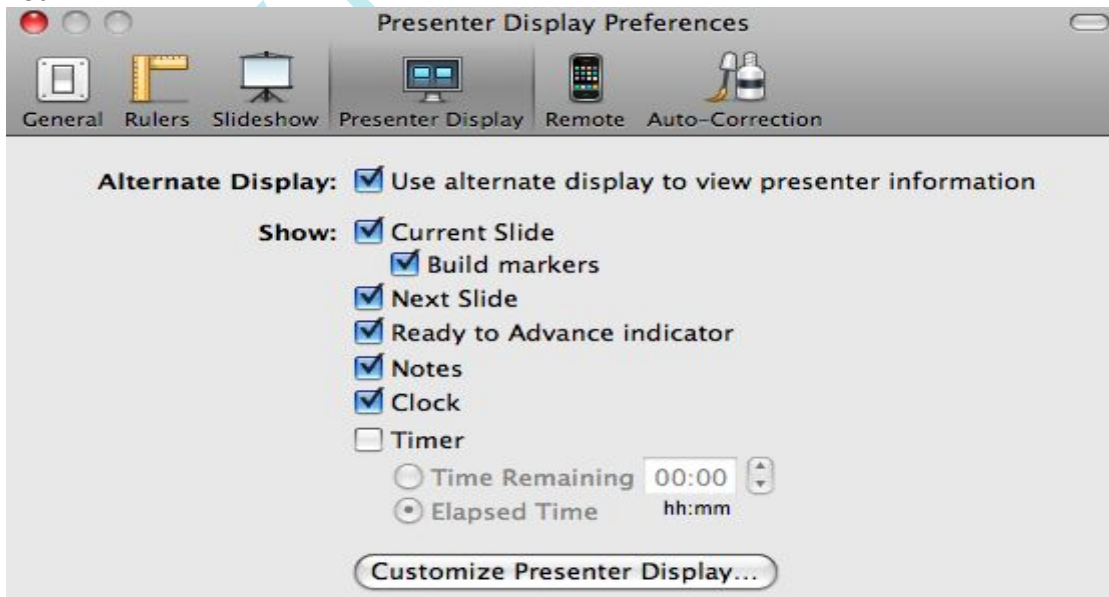 Presenter Display Preferences
General Rulers Slideshow Presenter Display Remote Auto-Correction
Alternate Display: Use alternate display to view presenter information
Show: Current Slide
Build markers
Next Slide
Ready to Advance indicator
Notes
Clock
Timer
Time Remaining 00:00
Elapsed Time hh:mm
Customize Presenter Display...